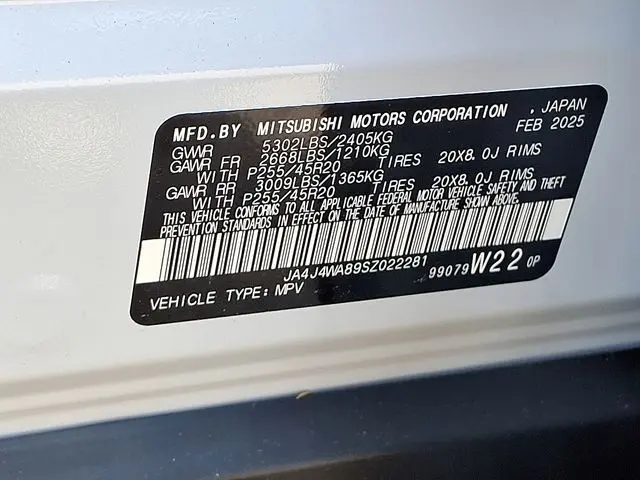 MFD.BY MITSUBISHI MOTORS CORPORATION , JAPAN
GVWR 5302LBS/2405KG FEB 2025
GAWR FR 2668LBS/1210KG
WITH P255/45R20 TIRES 20X8.0J RIMS
GAWR RR 3009LBS/1365KG
WITH P255/45R20 TIRES 20X8.0J RIMS
THIS VEHICLE CONFORMS TO ALL APPLICABLE FEDERAL MOTOR VEHICLE SAFETY AND THEFT
PREVENTION STANDARDS IN EFFECT ON THE DATE OF MANUFACTURE SHOWN ABOVE.
JA4J4WA89SZ022281
VEHICLE TYPE: MPV 99079 W22 0P